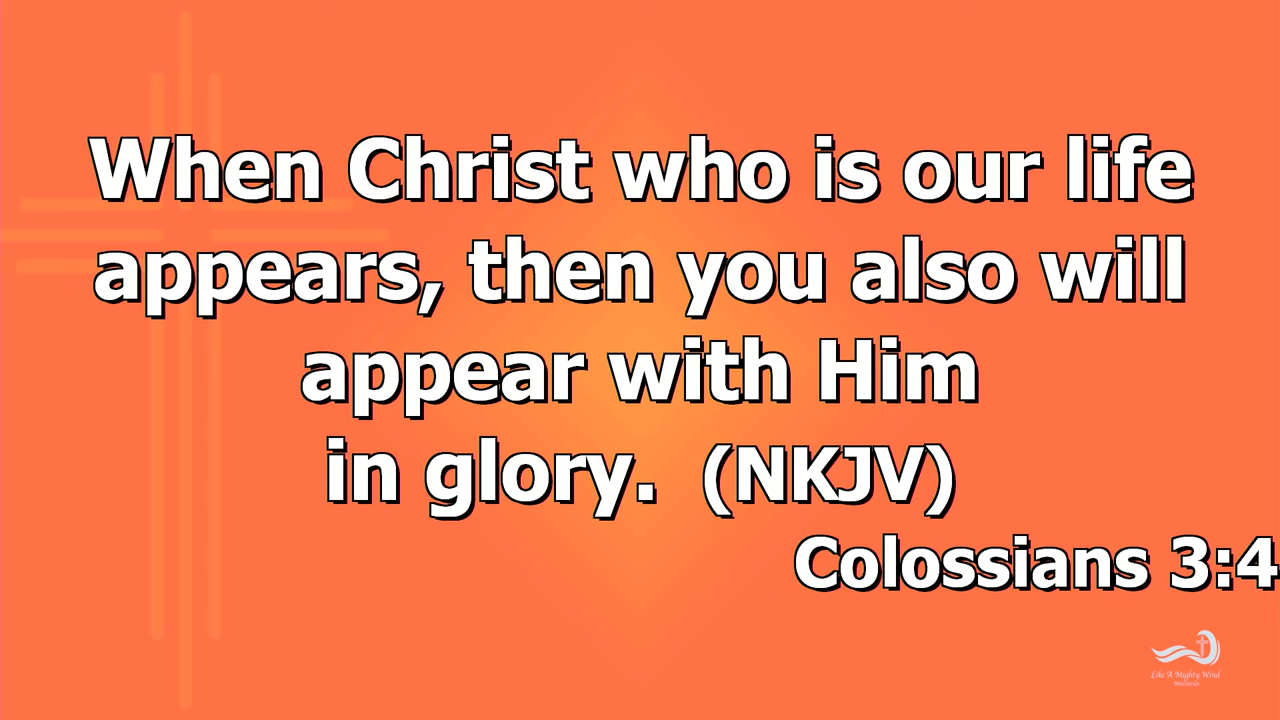 When Christ who is our life
appears, then you also will
appear with Him
in glory.  (NKJV)
Colossians 3:4
Like A Mighty Wind
Ministries